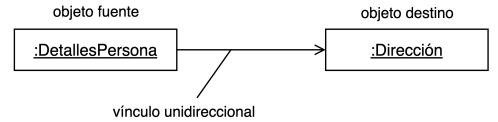 objeto fuente
objeto destino
:DetallesPersona
:Dirección
vínculo unidireccional